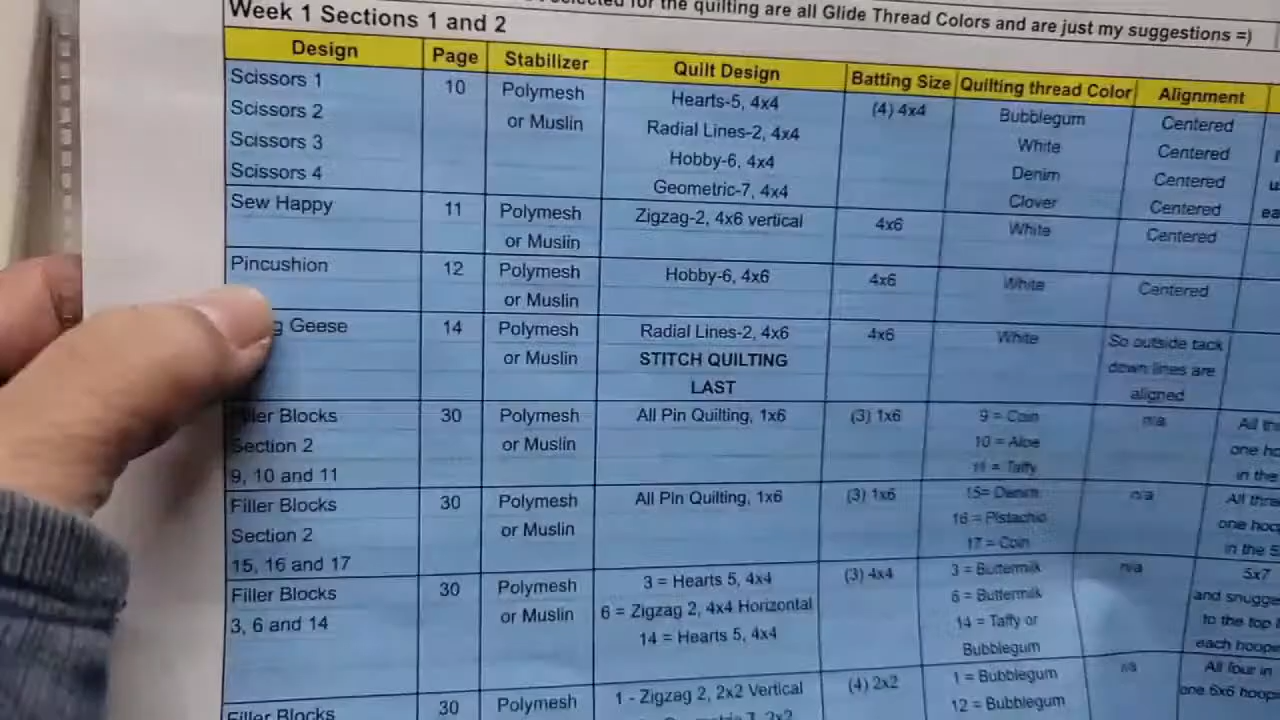 for the quilting are all Glide Thread Colors and are just my suggestions =)
Week 1 Sections 1 and 2
Design Page Stabilizer Quilt Design Batting Size Quilting thread Color Alignment
Scissors 1 10 Polymesh Hearts-5, 4x4 (4) 4x4 Bubblegum Centered
Scissors 2 or Muslin Radial Lines-2, 4x4 White Centered
Scissors 3 Hobby-6, 4x4 Denim Centered
Scissors 4 Geometric-7, 4x4 Clover Centered
Sew Happy 11 Polymesh Zigzag-2, 4x6 vertical 4x6 White Centered
or Muslin
Pincushion 12 Polymesh Hobby-6, 4x6 4x6 White Centered
or Muslin
Geese 14 Polymesh Radial Lines-2, 4x6 4x6 White So outside tack
or Muslin STITCH QUILTING down lines are
LAST aligned
Filler Blocks 30 Polymesh All Pin Quilting, 1x6 (3) 1x6 9 = Coin n/a
Section 2 or Muslin 10 = Aloe one
9, 10 and 11 11 = Taffy in the
Filler Blocks 30 Polymesh All Pin Quilting, 1x6 (3) 1x6 15= Denim n/a
Section 2 or Muslin 16 = Pistachio one
15, 16 and 17 17 = Coin in the
Filler Blocks 30 Polymesh 3 = Hearts 5, 4x4 (3) 4x4 3 = Buttermilk n/a 5x7
3, 6 and 14 or Muslin 6 = Zigzag 2, 4x4 Horizontal 6 = Buttermilk and
14 = Hearts 5, 4x4 14 = Taffy or to the top
Bubblegum each
Filler Blocks 30 Polymesh 1 - Zigzag 2, 2x2 Vertical (4) 2x2 1 = Bubblegum n/a All four in
12 = Bubblegum one 6x6